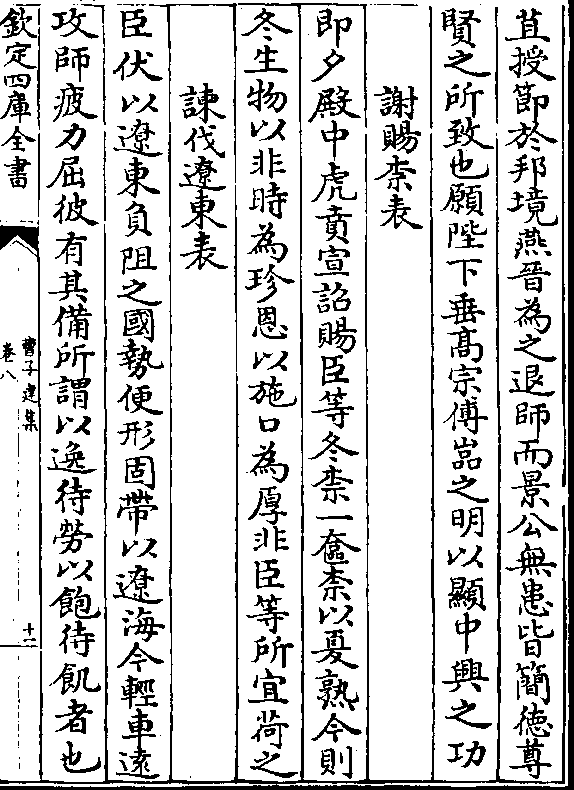 苴授節於邦境燕晉為之退師而景公無患皆簡德尊
賢之所致也願陛下垂髙宗傅巖之明以顯中興之功
謝賜柰表
即夕殿中虎賁宣詔賜臣等冬柰一奩柰以夏熟今則
冬生物以非時為珍恩以施口為厚非臣等所宜荷之
諫伐遼東表
臣伏以遼東負阻之國勢便形固帶以遼海今輕車逺
攻師疲力屈彼有其備所謂以逸待勞以飽待飢者也
欽定四庫全書
曹子建集
卷八
十二